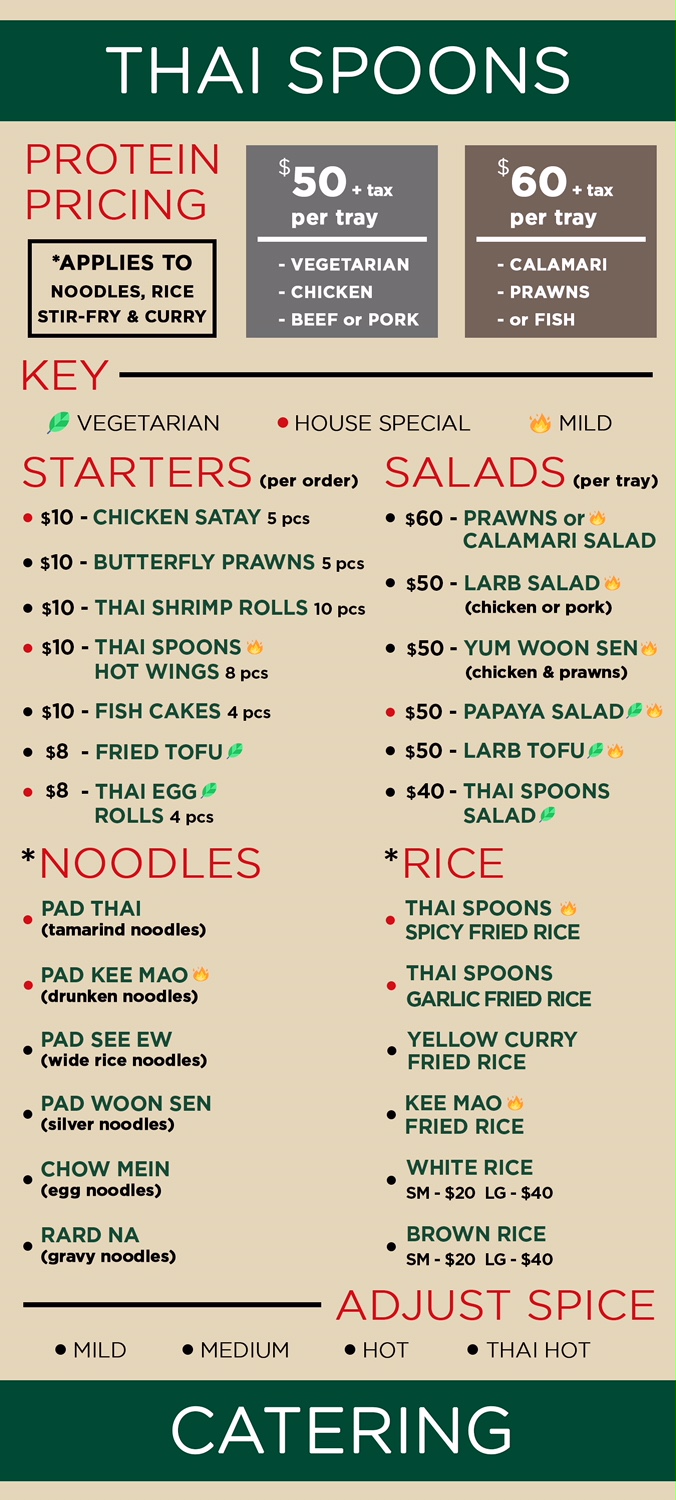 THAI SPOONS
PROTEIN
PRICING
*APPLIES TO
NOODLES, RICE
STIR-FRY & CURRY
$50 + tax
per tray
- VEGETARIAN
- CHICKEN
- BEEF or PORK
$60 + tax
per tray
- CALAMARI
- PRAWNS
- or FISH
KEY
VEGETARIAN
HOUSE SPECIAL
MILD
STARTERS (per order)
• $10 - CHICKEN SATAY 5 pcs
• $10 - BUTTERFLY PRAWNS 5 pcs
• $10 - THAI SHRIMP ROLLS 10 pcs
• $10 - THAI SPOONS
HOT WINGS 8 pcs
• $10 - FISH CAKES 4 pcs
• $8 - FRIED TOFU
• $8 - THAI EGG
ROLLS 4 pcs
SALADS (per tray)
• $60 - PRAWNS or
CALAMARI SALAD
• $50 - LARB SALAD
(chicken or pork)
• $50 - YUM WOON SEN
(chicken & prawns)
• $50 - PAPAYA SALAD
• $50 - LARB TOFU
• $40 - THAI SPOONS
SALAD
*NOODLES
• PAD THAI
(tamarind noodles)
• PAD KEE MAO
(drunken noodles)
• PAD SEE EW
(wide rice noodles)
• PAD WOON SEN
(silver noodles)
• CHOW MEIN
(egg noodles)
• RARD NA
(gravy noodles)
*RICE
• THAI SPOONS
SPICY FRIED RICE
• THAI SPOONS
GARLIC FRIED RICE
• YELLOW CURRY
FRIED RICE
• KEE MAO
FRIED RICE
• WHITE RICE
SM - $20 LG - $40
• BROWN RICE
SM - $20 LG - $40
ADJUST SPICE
• MILD
• MEDIUM
• HOT
• THAI HOT
CATERING